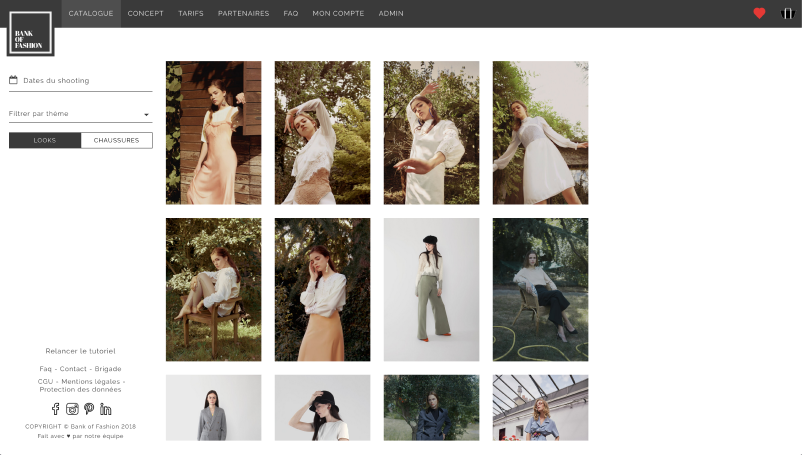 CATALOGUE CONCEPT TARIFS PARTENAIRES FAQ MON COMPTE ADMIN
BANK
OF
FASHION
Dates du shooting
Filtrer par thème
LOOKS CHAUSSURES
Relancer le tutoriel
Faq - Contact - Brigade
CGU - Mentions légales -
Protection des données
COPYRIGHT © Bank of Fashion 2018
Fait avec ♥ par notre équipe